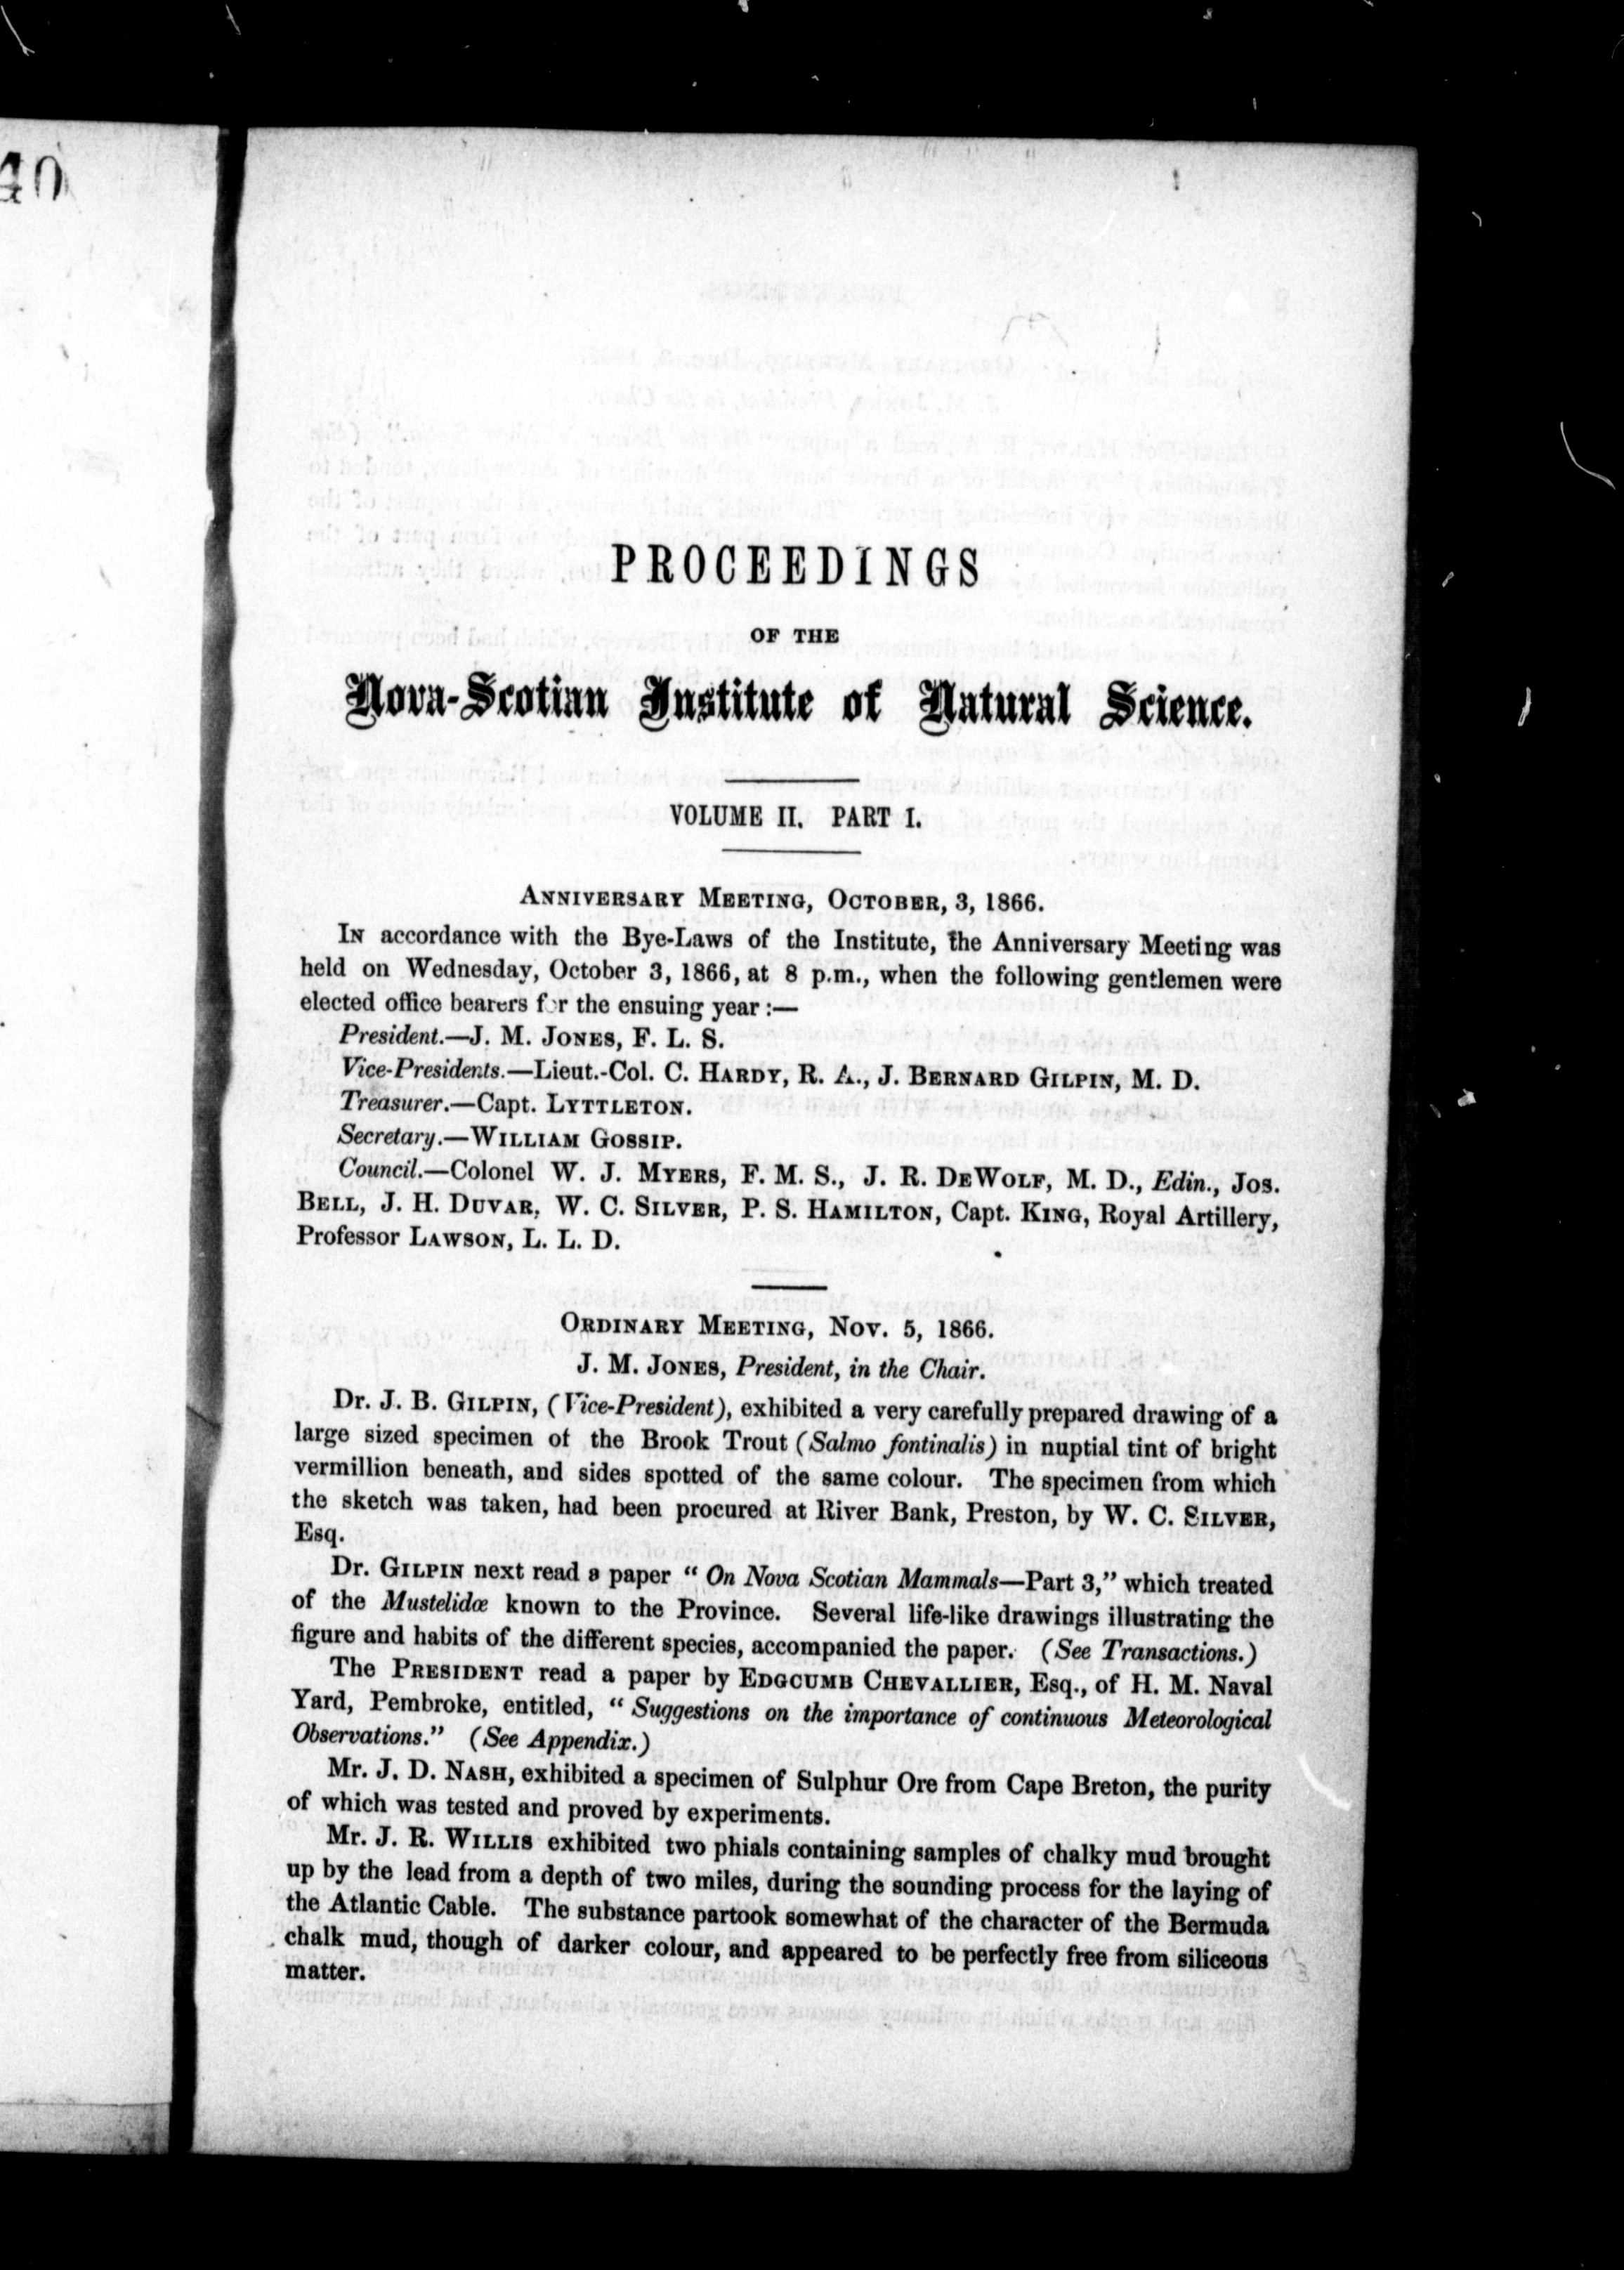 40
PROCEEDINGS
OF THE
Nova-Scotian Institute of Natural Science.
VOLUME II. PART I.
ANNIVERSARY MEETING, OCTOBER, 3, 1866.
IN accordance with the Bye-Laws of the Institute, the Anniversary Meeting was
held on Wednesday, October 3, 1866, at 8 p.m., when the following gentlemen were
elected office bearers for the ensuing year :—
President.—J. M. JONES, F. L. S.
Vice-Presidents.—Lieut.-Col. C. HARDY, R. A., J. BERNARD GILPIN, M. D.
Treasurer.—Capt. LYTTLETON.
Secretary.—WILLIAM GOSSIP.
Council.—Colonel W. J. MYERS, F. M. S., J. R. DEWOLF, M. D., Edin., JOS.
BELL, J. H. DUVAR, W. C. SILVER, P. S. HAMILTON, Capt. KING, Royal Artillery,
Professor LAWSON, L. L. D.
ORDINARY MEETING, NOV. 5, 1866.
J. M. JONES, President, in the Chair.
Dr. J. B. GILPIN, (Vice-President), exhibited a very carefully prepared drawing of a
large sized specimen of the Brook Trout (Salmo fontinalis) in nuptial tint of bright
vermillion beneath, and sides spotted of the same colour. The specimen from which
the sketch was taken, had been procured at River Bank, Preston, by W. C. SILVER,
Esq.
Dr. GILPIN next read a paper " On Nova Scotian Mammals—Part 3," which treated
of the Mustelidœ known to the Province. Several life-like drawings illustrating the
figure and habits of the different species, accompanied the paper. (See Transactions.)
The PRESIDENT read a paper by EDGCUMB CHEVALLIER, Esq., of H. M. Naval
Yard, Pembroke, entitled, " Suggestions on the importance of continuous Meteorological
Observations." (See Appendix.)
Mr. J. D. NASH, exhibited a specimen of Sulphur Ore from Cape Breton, the purity
of which was tested and proved by experiments.
Mr. J. R. WILLIS exhibited two phials containing samples of chalky mud brought
up by the lead from a depth of two miles, during the sounding process for the laying of
the Atlantic Cable. The substance partook somewhat of the character of the Bermuda
chalk mud, though of darker colour, and appeared to be perfectly free from siliceous
matter.